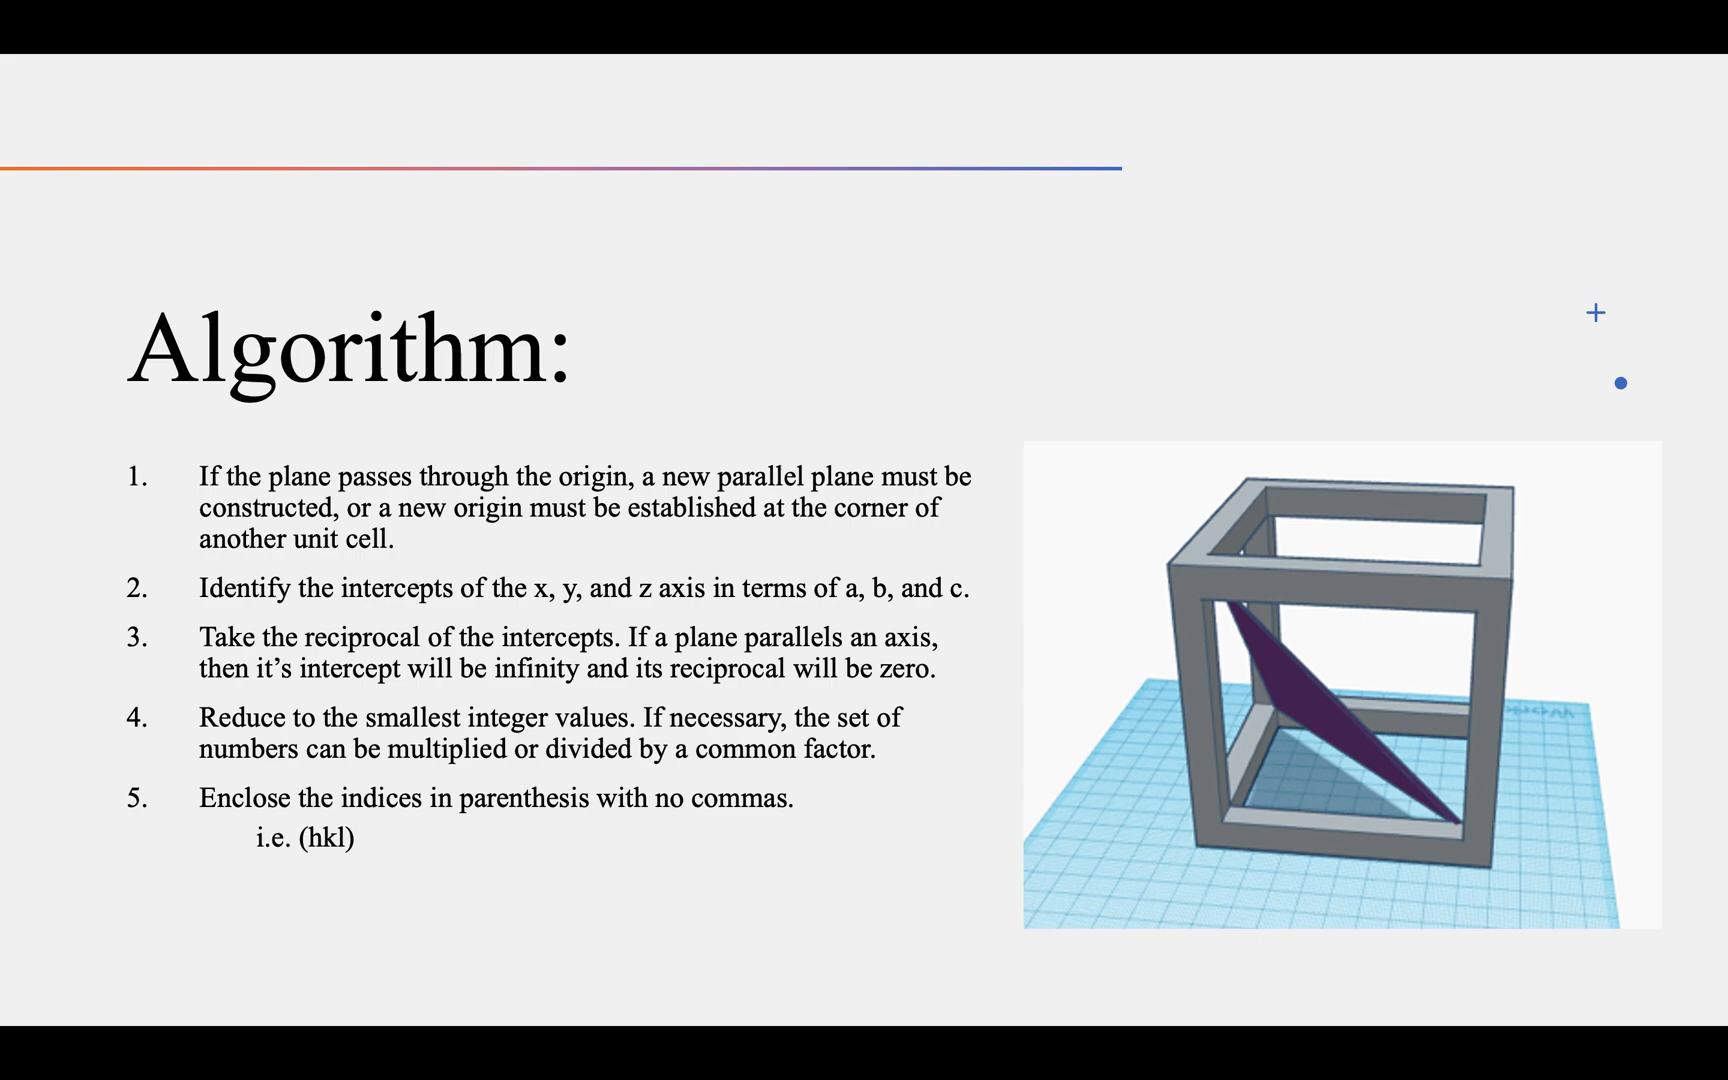 Algorithm:
1. If the plane passes through the origin, a new parallel plane must be
constructed, or a new origin must be established at the corner of
another unit cell.
2. Identify the intercepts of the x, y, and z axis in terms of a, b, and c.
3. Take the reciprocal of the intercepts. If a plane parallels an axis,
then it’s intercept will be infinity and its reciprocal will be zero.
4. Reduce to the smallest integer values. If necessary, the set of
numbers can be multiplied or divided by a common factor.
5. Enclose the indices in parenthesis with no commas.
i.e. (hkl)